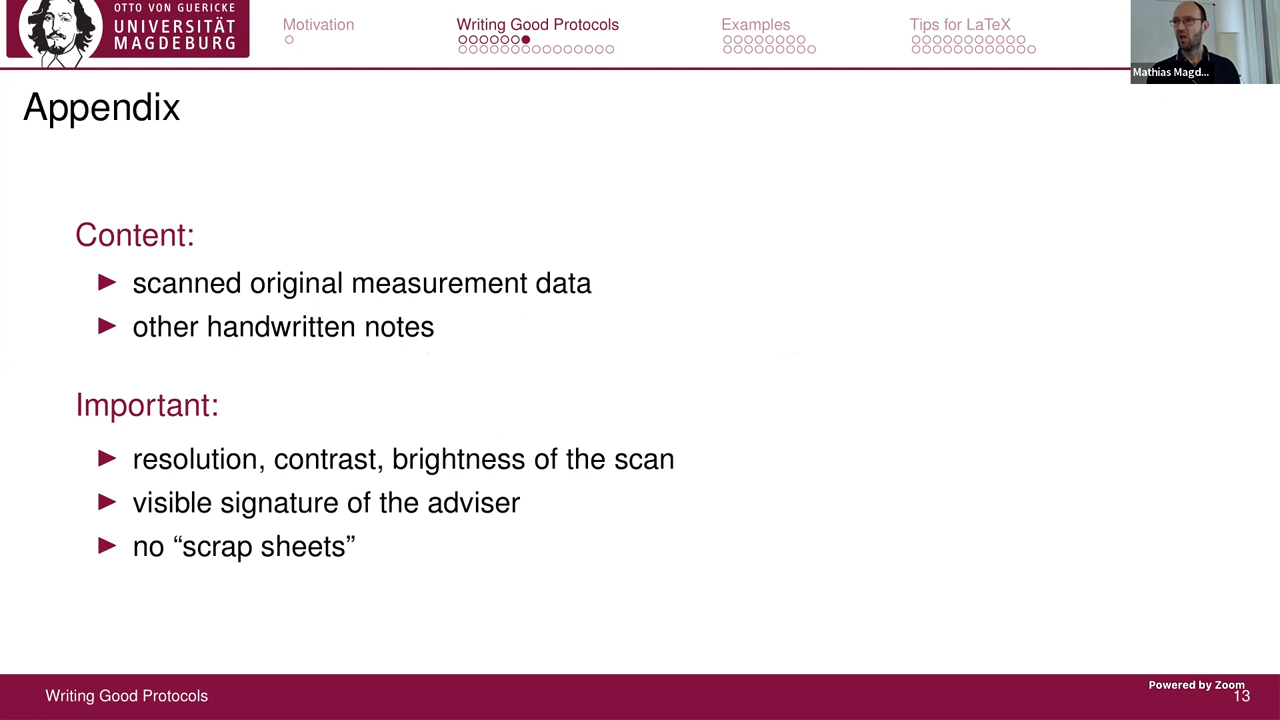 OTTO VON GUERICKE
UNIVERSITÄT
MAGDEBURG
Motivation
Writing Good Protocols
Examples
Tips for LaTeX
Mathias Magd...
Appendix
Content:
scanned original measurement data
other handwritten notes
Important:
resolution, contrast, brightness of the scan
visible signature of the adviser
no “scrap sheets”
Writing Good Protocols
Powered by Zoom
13